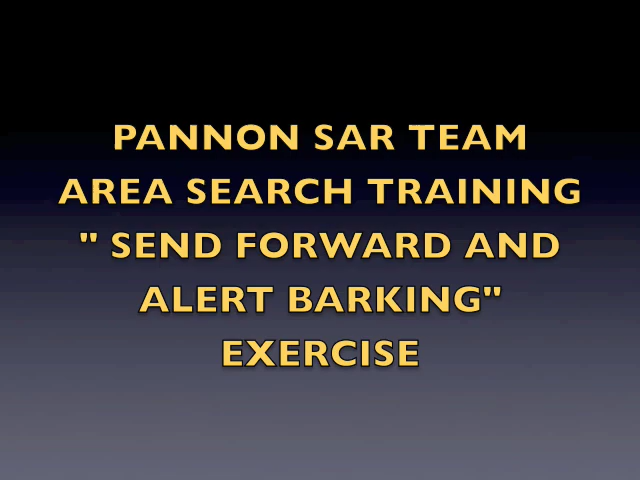 PANNON SAR TEAM
AREA SEARCH TRAINING
" SEND FORWARD AND
ALERT BARKING"
EXERCISE